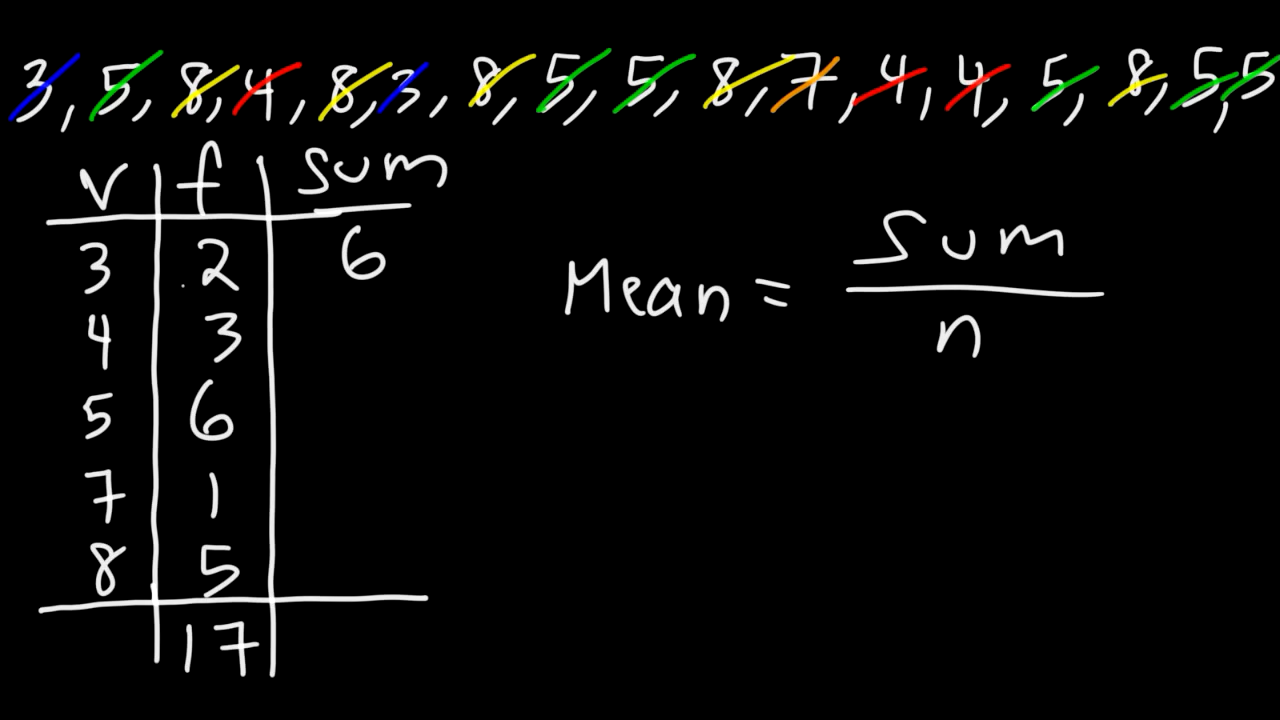 3, 5, 8, 4, 8, 3, 8, 5, 5, 8, 7, 4, 4, 5, 8, 5, 5
v f sum
3 2 6
4 3
5 6
7 1
8 5
17
Mean = sum
n